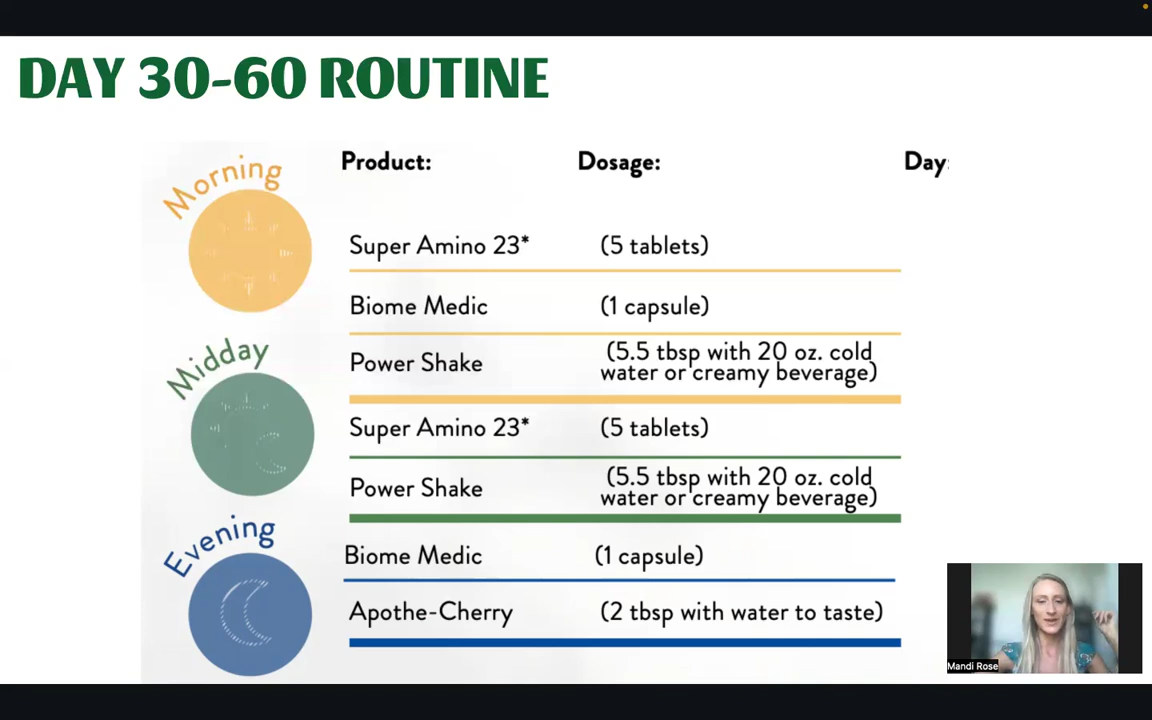 DAY 30-60 ROUTINE
Morning
Product:
Dosage:
Day:
Super Amino 23*
(5 tablets)
Biome Medic
(1 capsule)
Power Shake
(5.5 tbsp with 20 oz. cold
water or creamy beverage)
Midday
Super Amino 23*
(5 tablets)
Power Shake
(5.5 tbsp with 20 oz. cold
water or creamy beverage)
Evening
Biome Medic
(1 capsule)
Apothe-Cherry
(2 tbsp with water to taste)
Mandi Rose